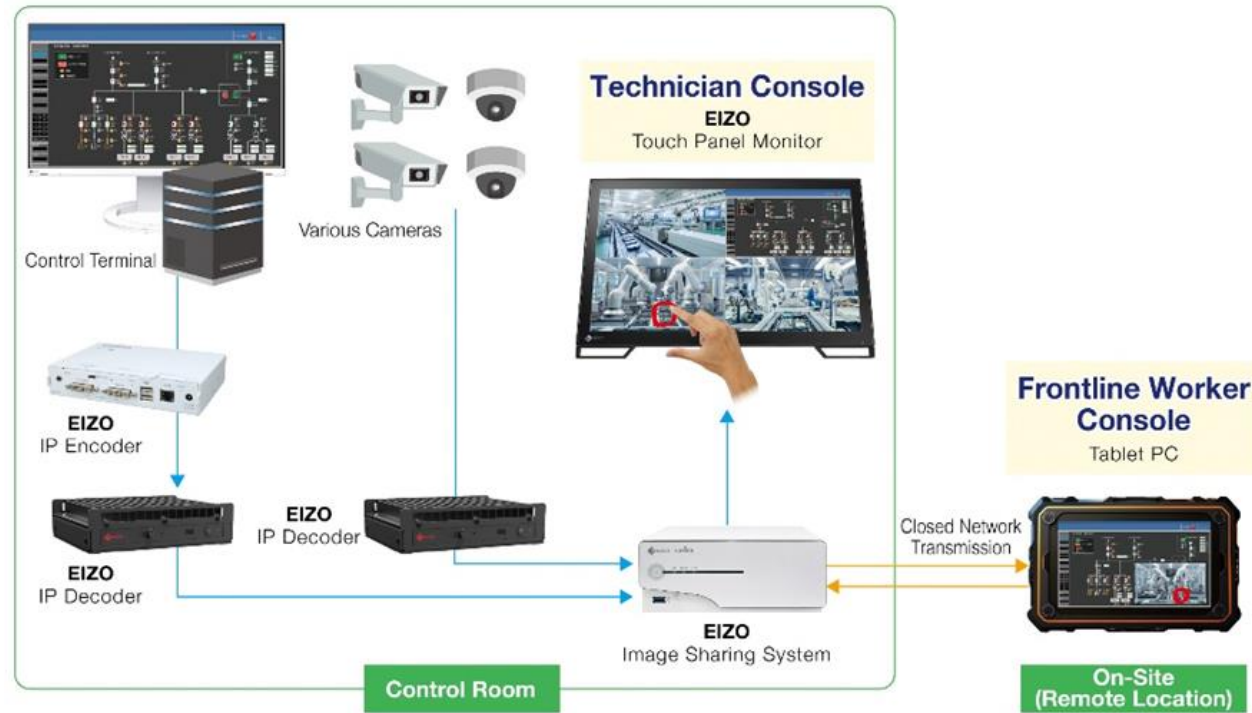 Control Terminal
Various Cameras
Technician Console
EIZO
Touch Panel Monitor
EIZO
IP Encoder
EIZO
IP Decoder
EIZO
IP Decoder
EIZO
Image Sharing System
Closed Network
Transmission
Frontline Worker
Console
Tablet PC
Control Room
On-Site
(Remote Location)